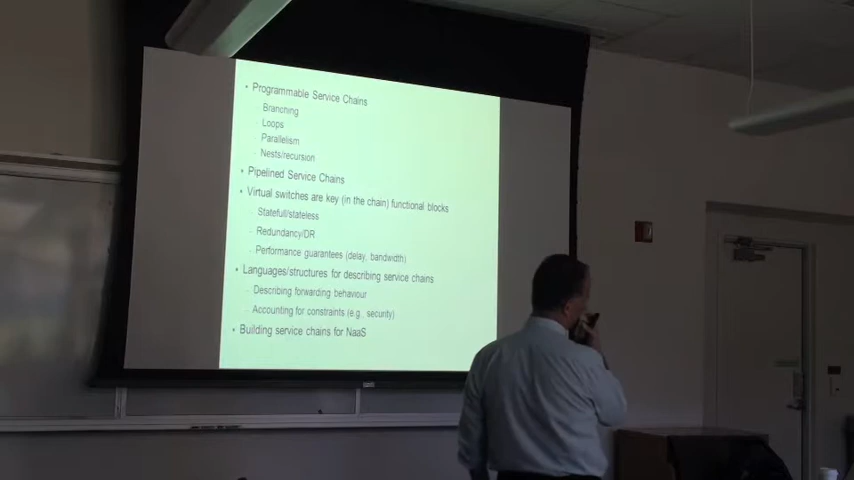 • Programmable Service Chains
- Branching
- Loops
- Parallelism
- Nests/recursion
• Pipelined Service Chains
• Virtual switches are key (in the chain) functional blocks
- Stateful/stateless
- Redundancy/DR
- Performance guarantees (delay, bandwidth)
• Languages/structures for describing service chains
- Describing forwarding behaviour
- Accounting for constraints (e.g., security)
• Building service chains for NaaS